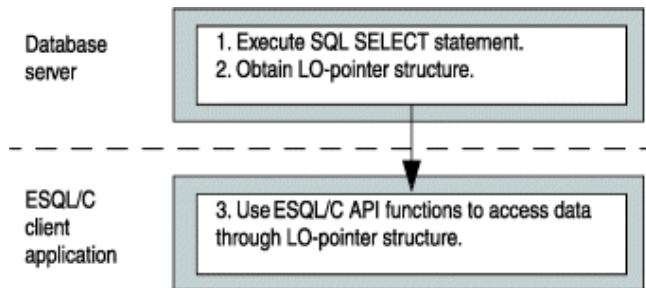 Database
server
1. Execute SQL SELECT statement.
2. Obtain LO-pointer structure.
ESQL/C
client
application
3. Use ESQL/C API functions to access data
through LO-pointer structure.